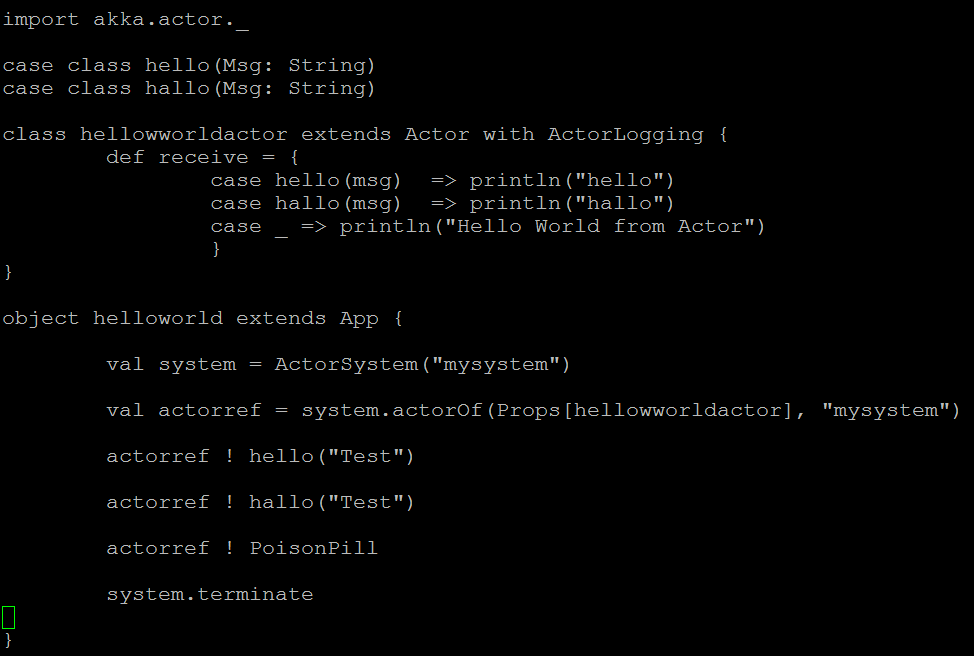 import akka.actor._
case class hello(Msg: String)
case class hallo(Msg: String)
class hellowworldactor extends Actor with ActorLogging {
        def receive = {
                case hello(msg)  => println("hello")
                case hallo(msg)  => println("hallo")
                case _ => println("Hello World from Actor")
                }
}
object helloworld extends App {
        val system = ActorSystem("mysystem")
        val actorref = system.actorOf(Props[hellowworldactor], "mysystem")
        actorref ! hello("Test")
        actorref ! hallo("Test")
        actorref ! PoisonPill
        system.terminate
}